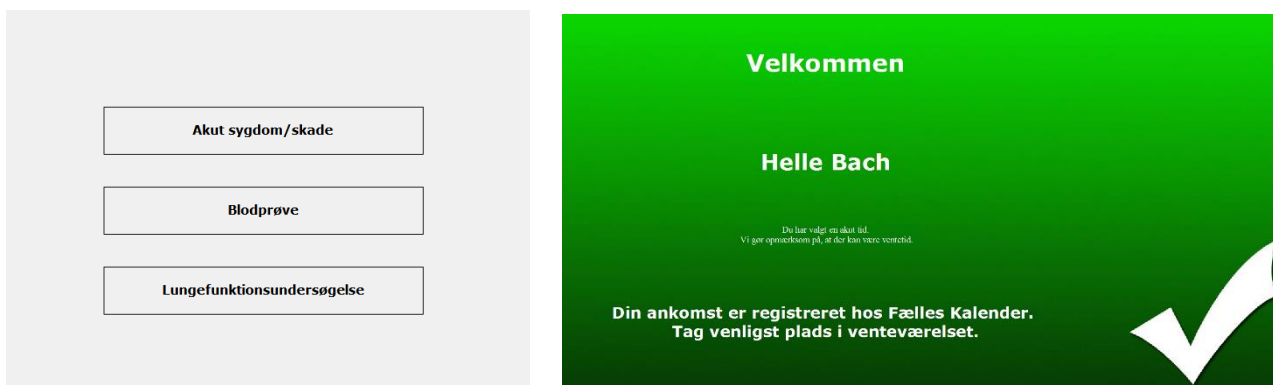 Akut sygdom/skade
Blodprøve
Lungefunktionsundersøgelse
Velkommen
Helle Bach
Du har valgt en akut tid.
Vi gør opmærksom på, at der kan være ventetid.
Din ankomst er registreret hos Fælles Kalender.
Tag venligst plads i venteværelset.